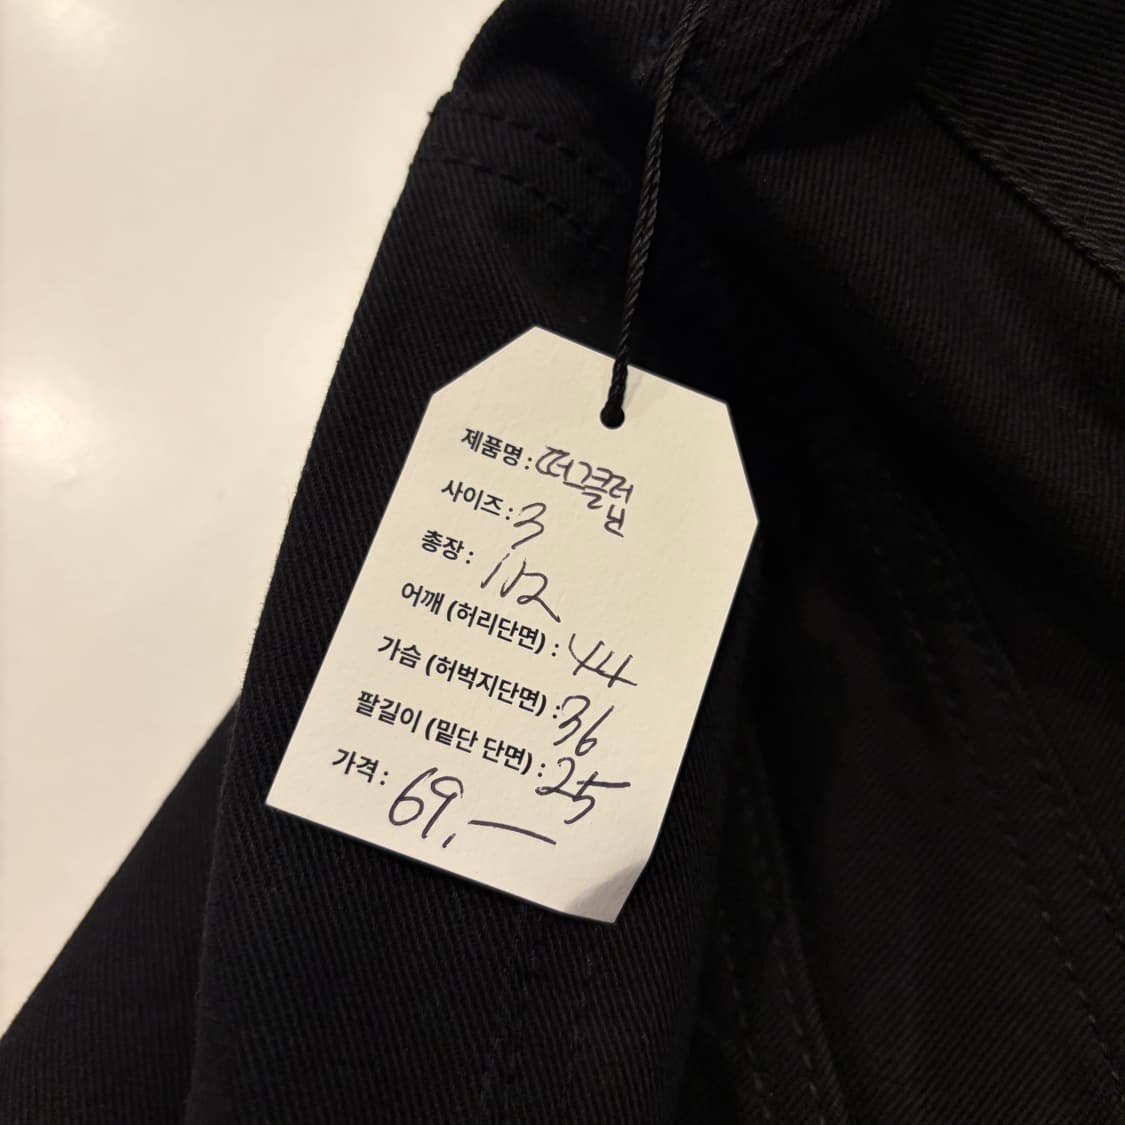 제품명 : 떠그클럽
사이즈 : 3
총장 : 112
어깨 (허리단면) : 44
가슴 (허벅지단면) : 36
팔길이 (밑단 단면) : 25
가격 : 69,—